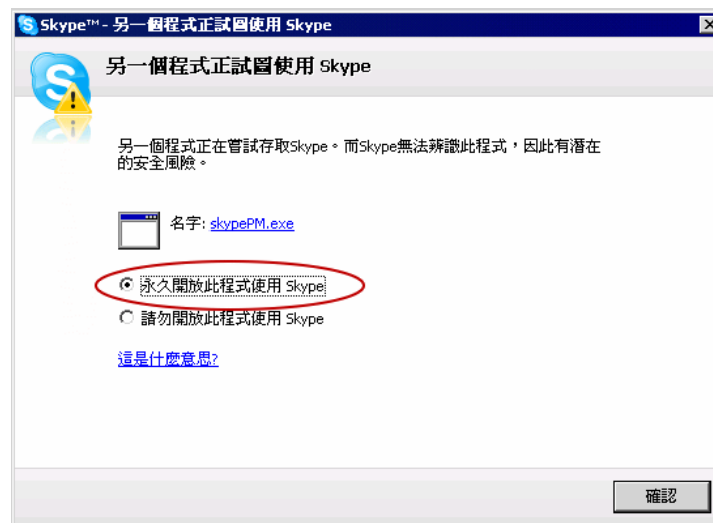 Skype™ - 另一個程式正試圖使用 Skype
另一個程式正試圖使用 Skype
另一個程式正在嘗試存取Skype。而Skype無法辨識此程式，因此有潛在
的安全風險。
名字: skypePM.exe
永久開放此程式使用 Skype
請勿開放此程式使用 Skype
這是什麼意思?
確認